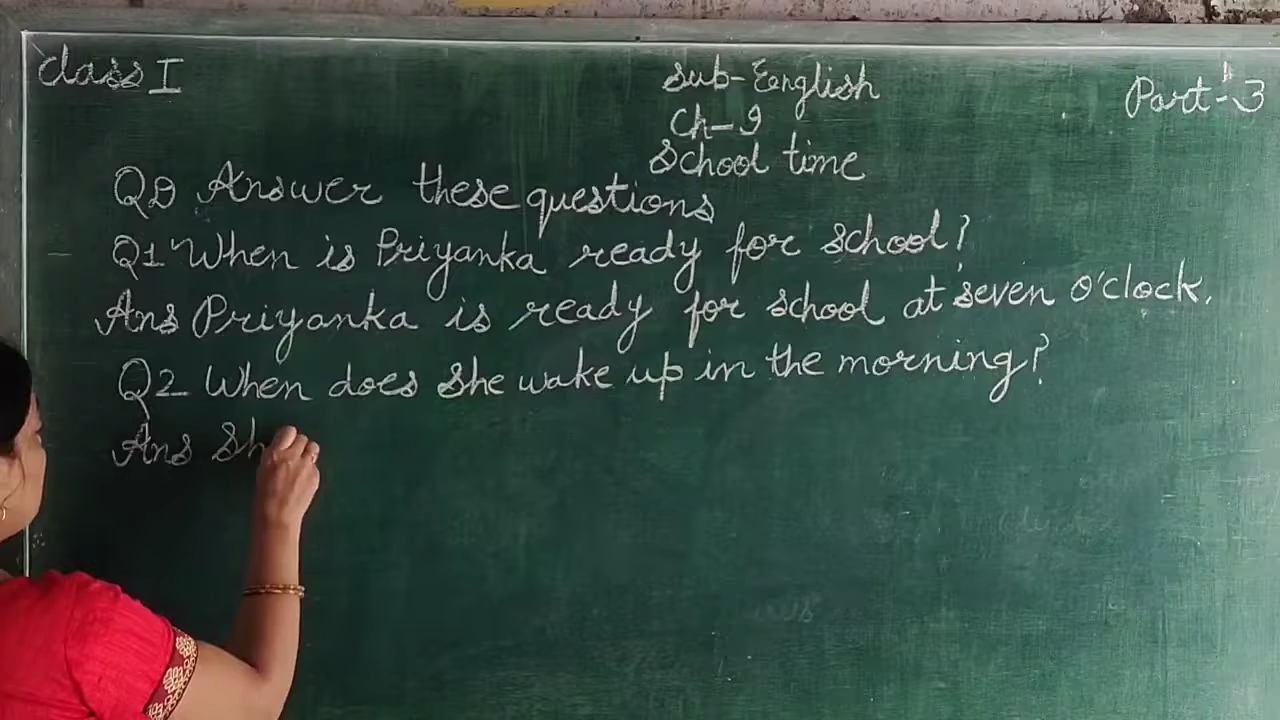 Class I
Sub-Eenglish
Part-3
Ch-9
School time
Answer these questions
Q1 When is Priyanka ready for school?
Ans Priyanka is ready for school at seven o'clock.
Q2 When does she wake up in the morning?
Ans Sh